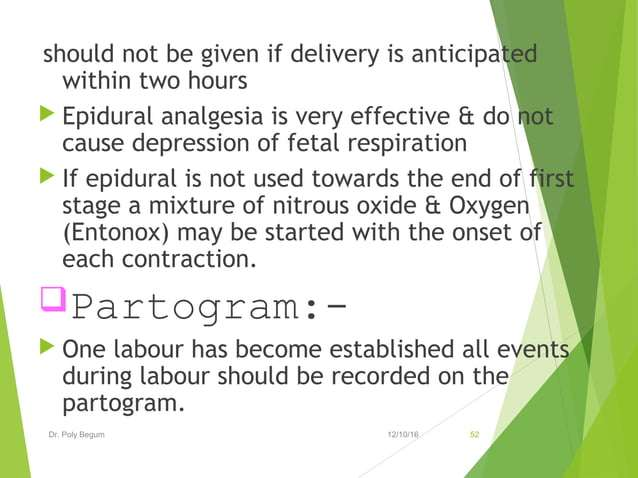 should not be given if delivery is anticipated
within two hours
Epidural analgesia is very effective & do not
cause depression of fetal respiration
If epidural is not used towards the end of first
stage a mixture of nitrous oxide & Oxygen
(Entonox) may be started with the onset of
each contraction.
Partogram:-
One labour has become established all events
during labour should be recorded on the
partogram.
Dr. Poly Begum 12/10/16 52